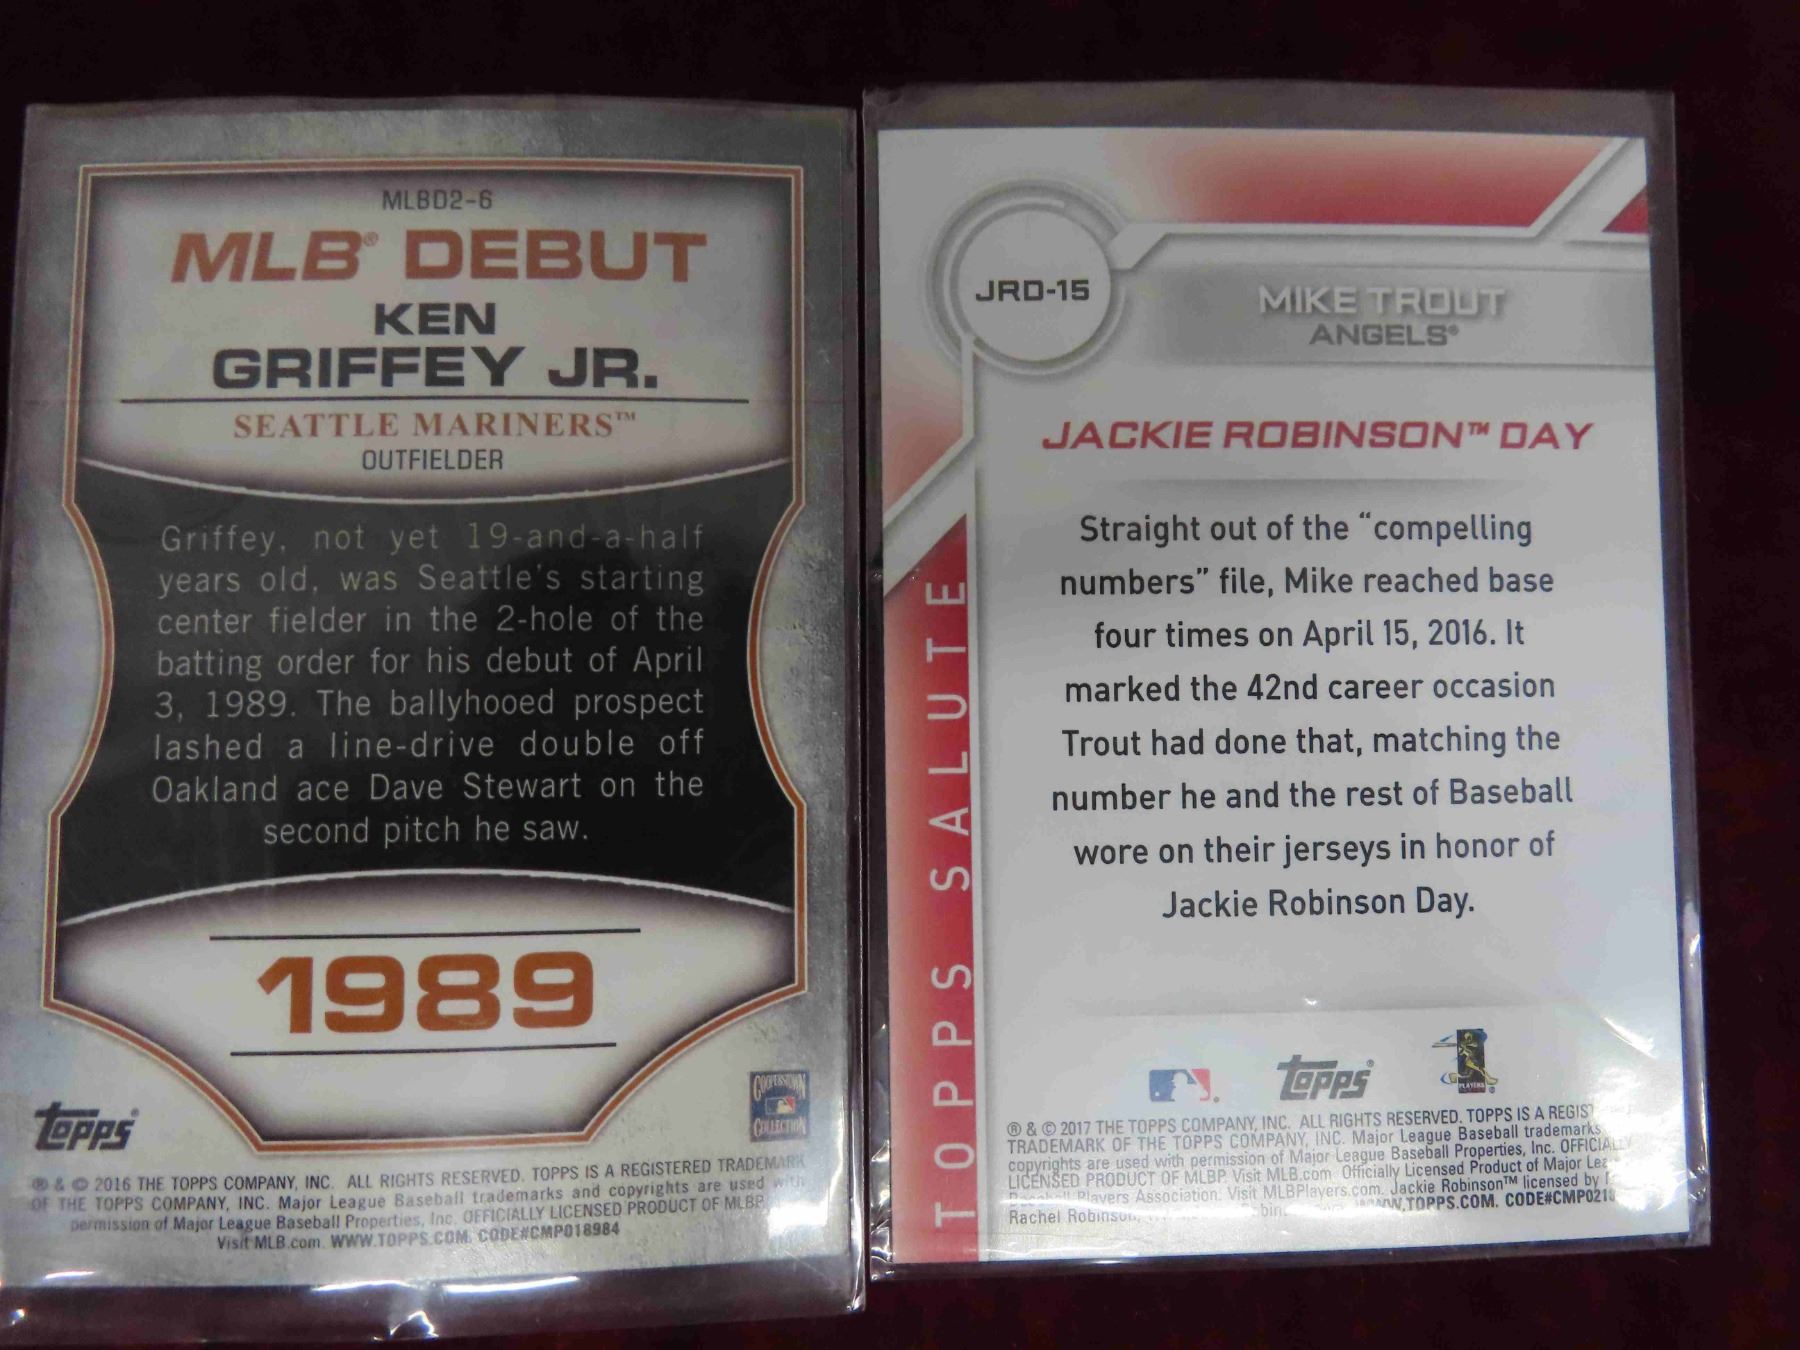 MLBD2-6
MLB® DEBUT
KEN
GRIFFEY JR.
SEATTLE MARINERS™
OUTFIELDER
Griffey, not yet 19-and-a-half
years old, was Seattle's starting
center fielder in the 2-hole of the
batting order for his debut of April
3, 1989. The ballyhooed prospect
lashed a line-drive double off
Oakland ace Dave Stewart on the
second pitch he saw.
1989
topps®
COOPERSTOWN
COLLECTION
® & © 2016 THE TOPPS COMPANY, INC. ALL RIGHTS RESERVED. TOPPS IS A REGISTERED TRADEMARK
OF THE TOPPS COMPANY, INC. Major League Baseball trademarks and copyrights are used with
permission of Major League Baseball Properties, Inc. OFFICIALLY LICENSED PRODUCT OF MLBP
Visit MLB.com. WWW.TOPPS.COM. CODE#CMP018984
JRD-15
MIKE TROUT
ANGELS®
JACKIE ROBINSON™ DAY
Straight out of the “compelling
numbers” file, Mike reached base
four times on April 15, 2016. It
marked the 42nd career occasion
Trout had done that, matching the
number he and the rest of Baseball
wore on their jerseys in honor of
Jackie Robinson Day.
TOPPS SALUTE
topps®
PLAYERS
® & © 2017 THE TOPPS COMPANY, INC. ALL RIGHTS RESERVED. TOPPS IS A REGIS
TRADEMARK OF THE TOPPS COMPANY, INC. Major League Baseball trademarks
copyrights are used with permission of Major League Baseball Properties, Inc. OFFICIALLY
LICENSED PRODUCT OF MLBP. Visit MLB.com. Officially Licensed Product of Major Lea
Baseball Players Association. Visit MLBPlayers.com. Jackie Robinson™ licensed by
Rachel Robinson, WWW.TOPPS.COM. CODE#CMP021